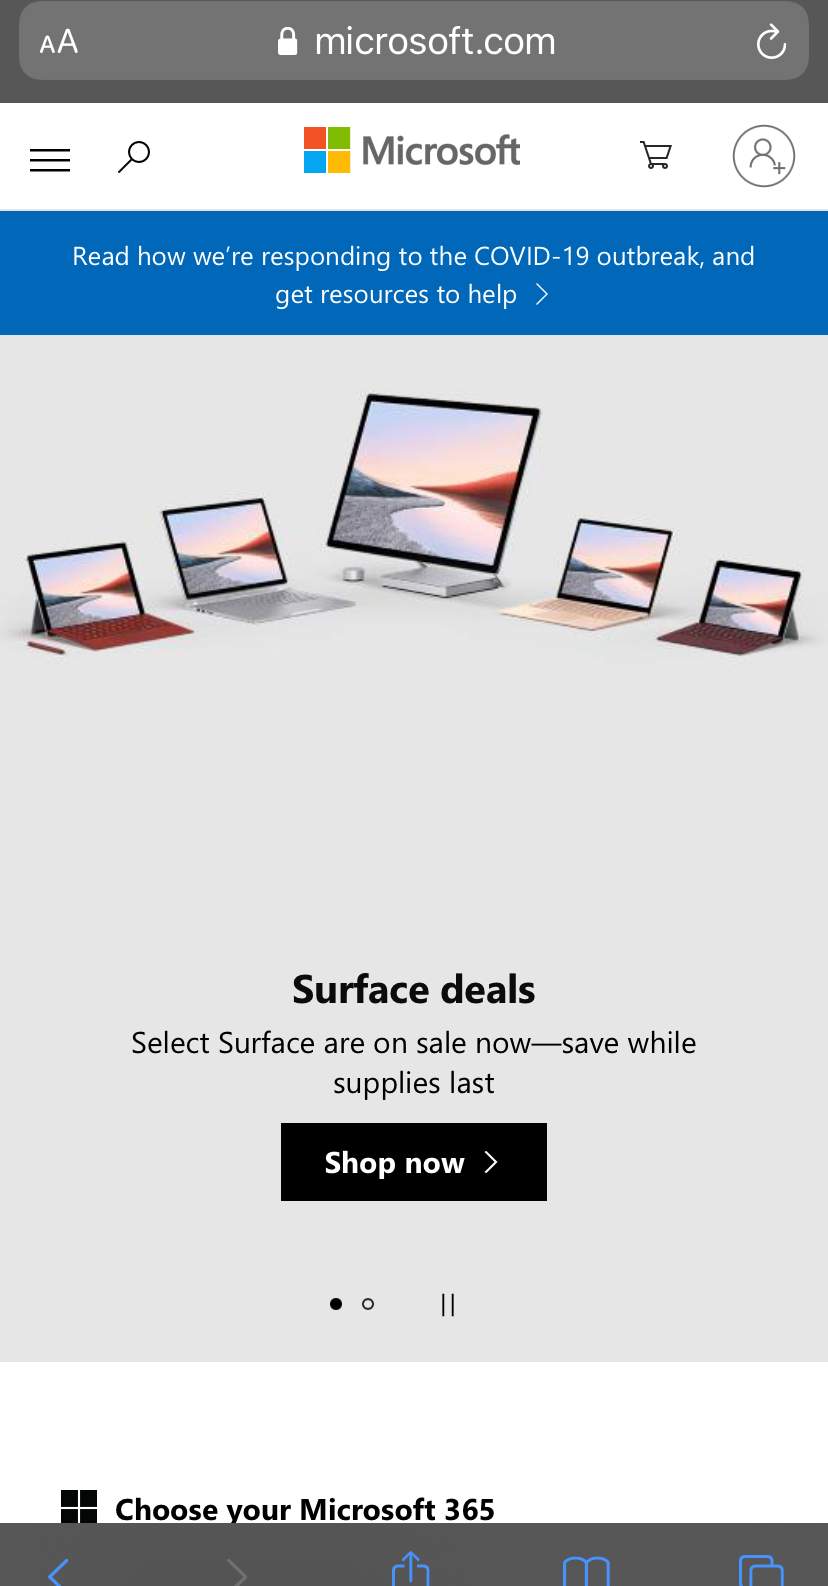 AA
microsoft.com
Microsoft
Read how we’re responding to the COVID-19 outbreak, and
get resources to help
Surface deals
Select Surface are on sale now—save while
supplies last
Shop now
Choose your Microsoft 365